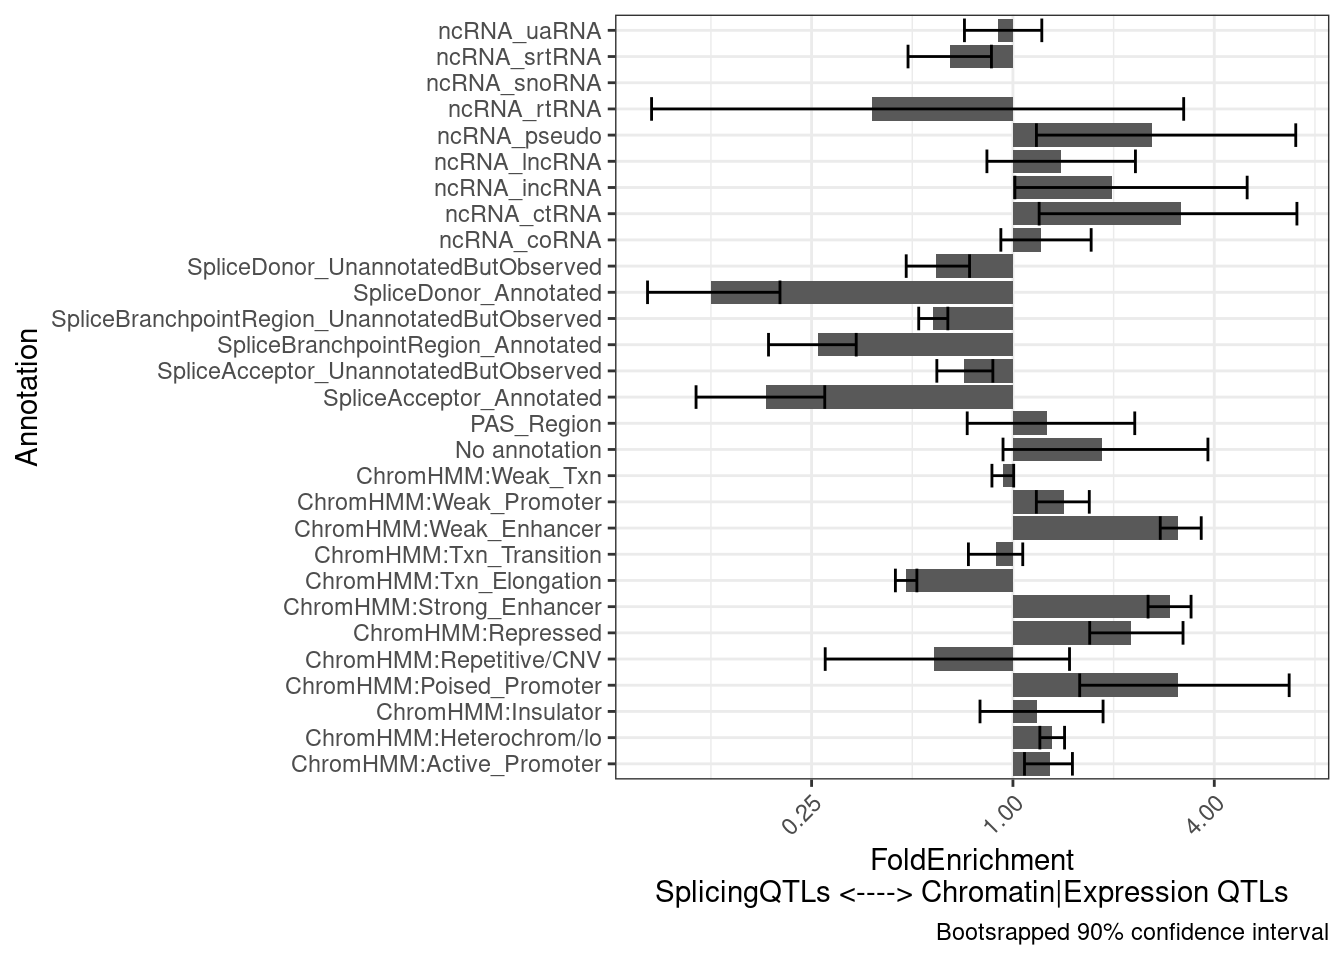 ncRNA_uaRNA
ncRNA_srtRNA
ncRNA_snoRNA
ncRNA_rtRNA
ncRNA_pseudo
ncRNA_lncRNA
ncRNA_incRNA
ncRNA_ctRNA
ncRNA_coRNA
SpliceDonor_UnannotatedButObserved
SpliceDonor_Annotated
SpliceBranchpointRegion_UnannotatedButObserved
SpliceBranchpointRegion_Annotated
SpliceAcceptor_UnannotatedButObserved
SpliceAcceptor_Annotated
PAS_Region
No annotation
ChromHMM:Weak_Txn
ChromHMM:Weak_Promoter
ChromHMM:Weak_Enhancer
ChromHMM:Txn_Transition
ChromHMM:Txn_Elongation
ChromHMM:Strong_Enhancer
ChromHMM:Repressed
ChromHMM:Repetitive/CNV
ChromHMM:Poised_Promoter
ChromHMM:Insulator
ChromHMM:Heterochrom/lo
ChromHMM:Active_Promoter
Annotation
0.25 1.00 4.00
FoldEnrichment
SplicingQTLs <----> Chromatin|Expression QTLs
Bootsrapped 90% confidence interval